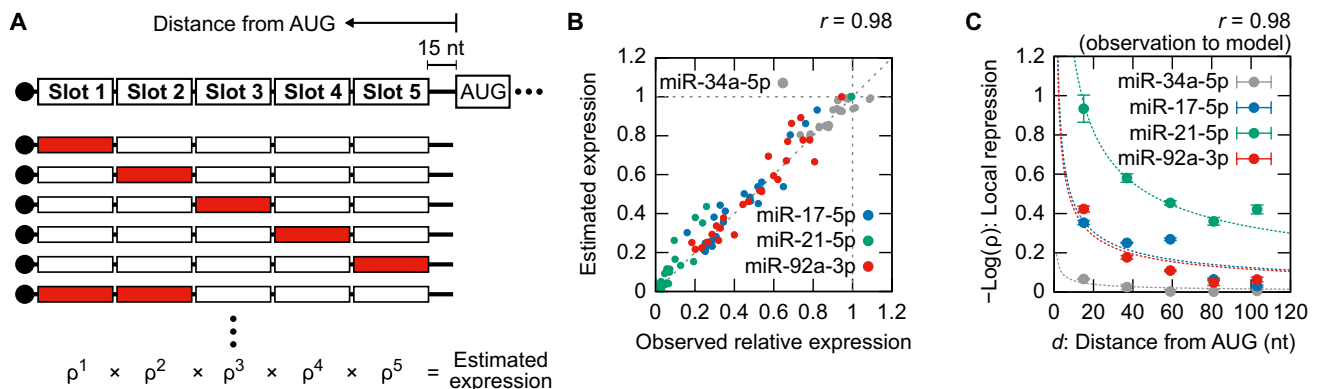 A
Distance from AUG
15 nt
Slot 1 Slot 2 Slot 3 Slot 4 Slot 5 AUG
ρ¹ × ρ² × ρ³ × ρ⁴ × ρ⁵ = Estimated
expression
B
r = 0.98
Estimated expression
1.2
1
0.8
0.6
0.4
0.2
0
miR-34a-5p
miR-17-5p
miR-21-5p
miR-92a-3p
0 0.2 0.4 0.6 0.8 1 1.2
Observed relative expression
C
r = 0.98
(observation to model)
−Log(ρ): Local repression
1.2
1
0.8
0.6
0.4
0.2
0
miR-34a-5p
miR-17-5p
miR-21-5p
miR-92a-3p
0 20 40 60 80 100 120
d: Distance from AUG (nt)